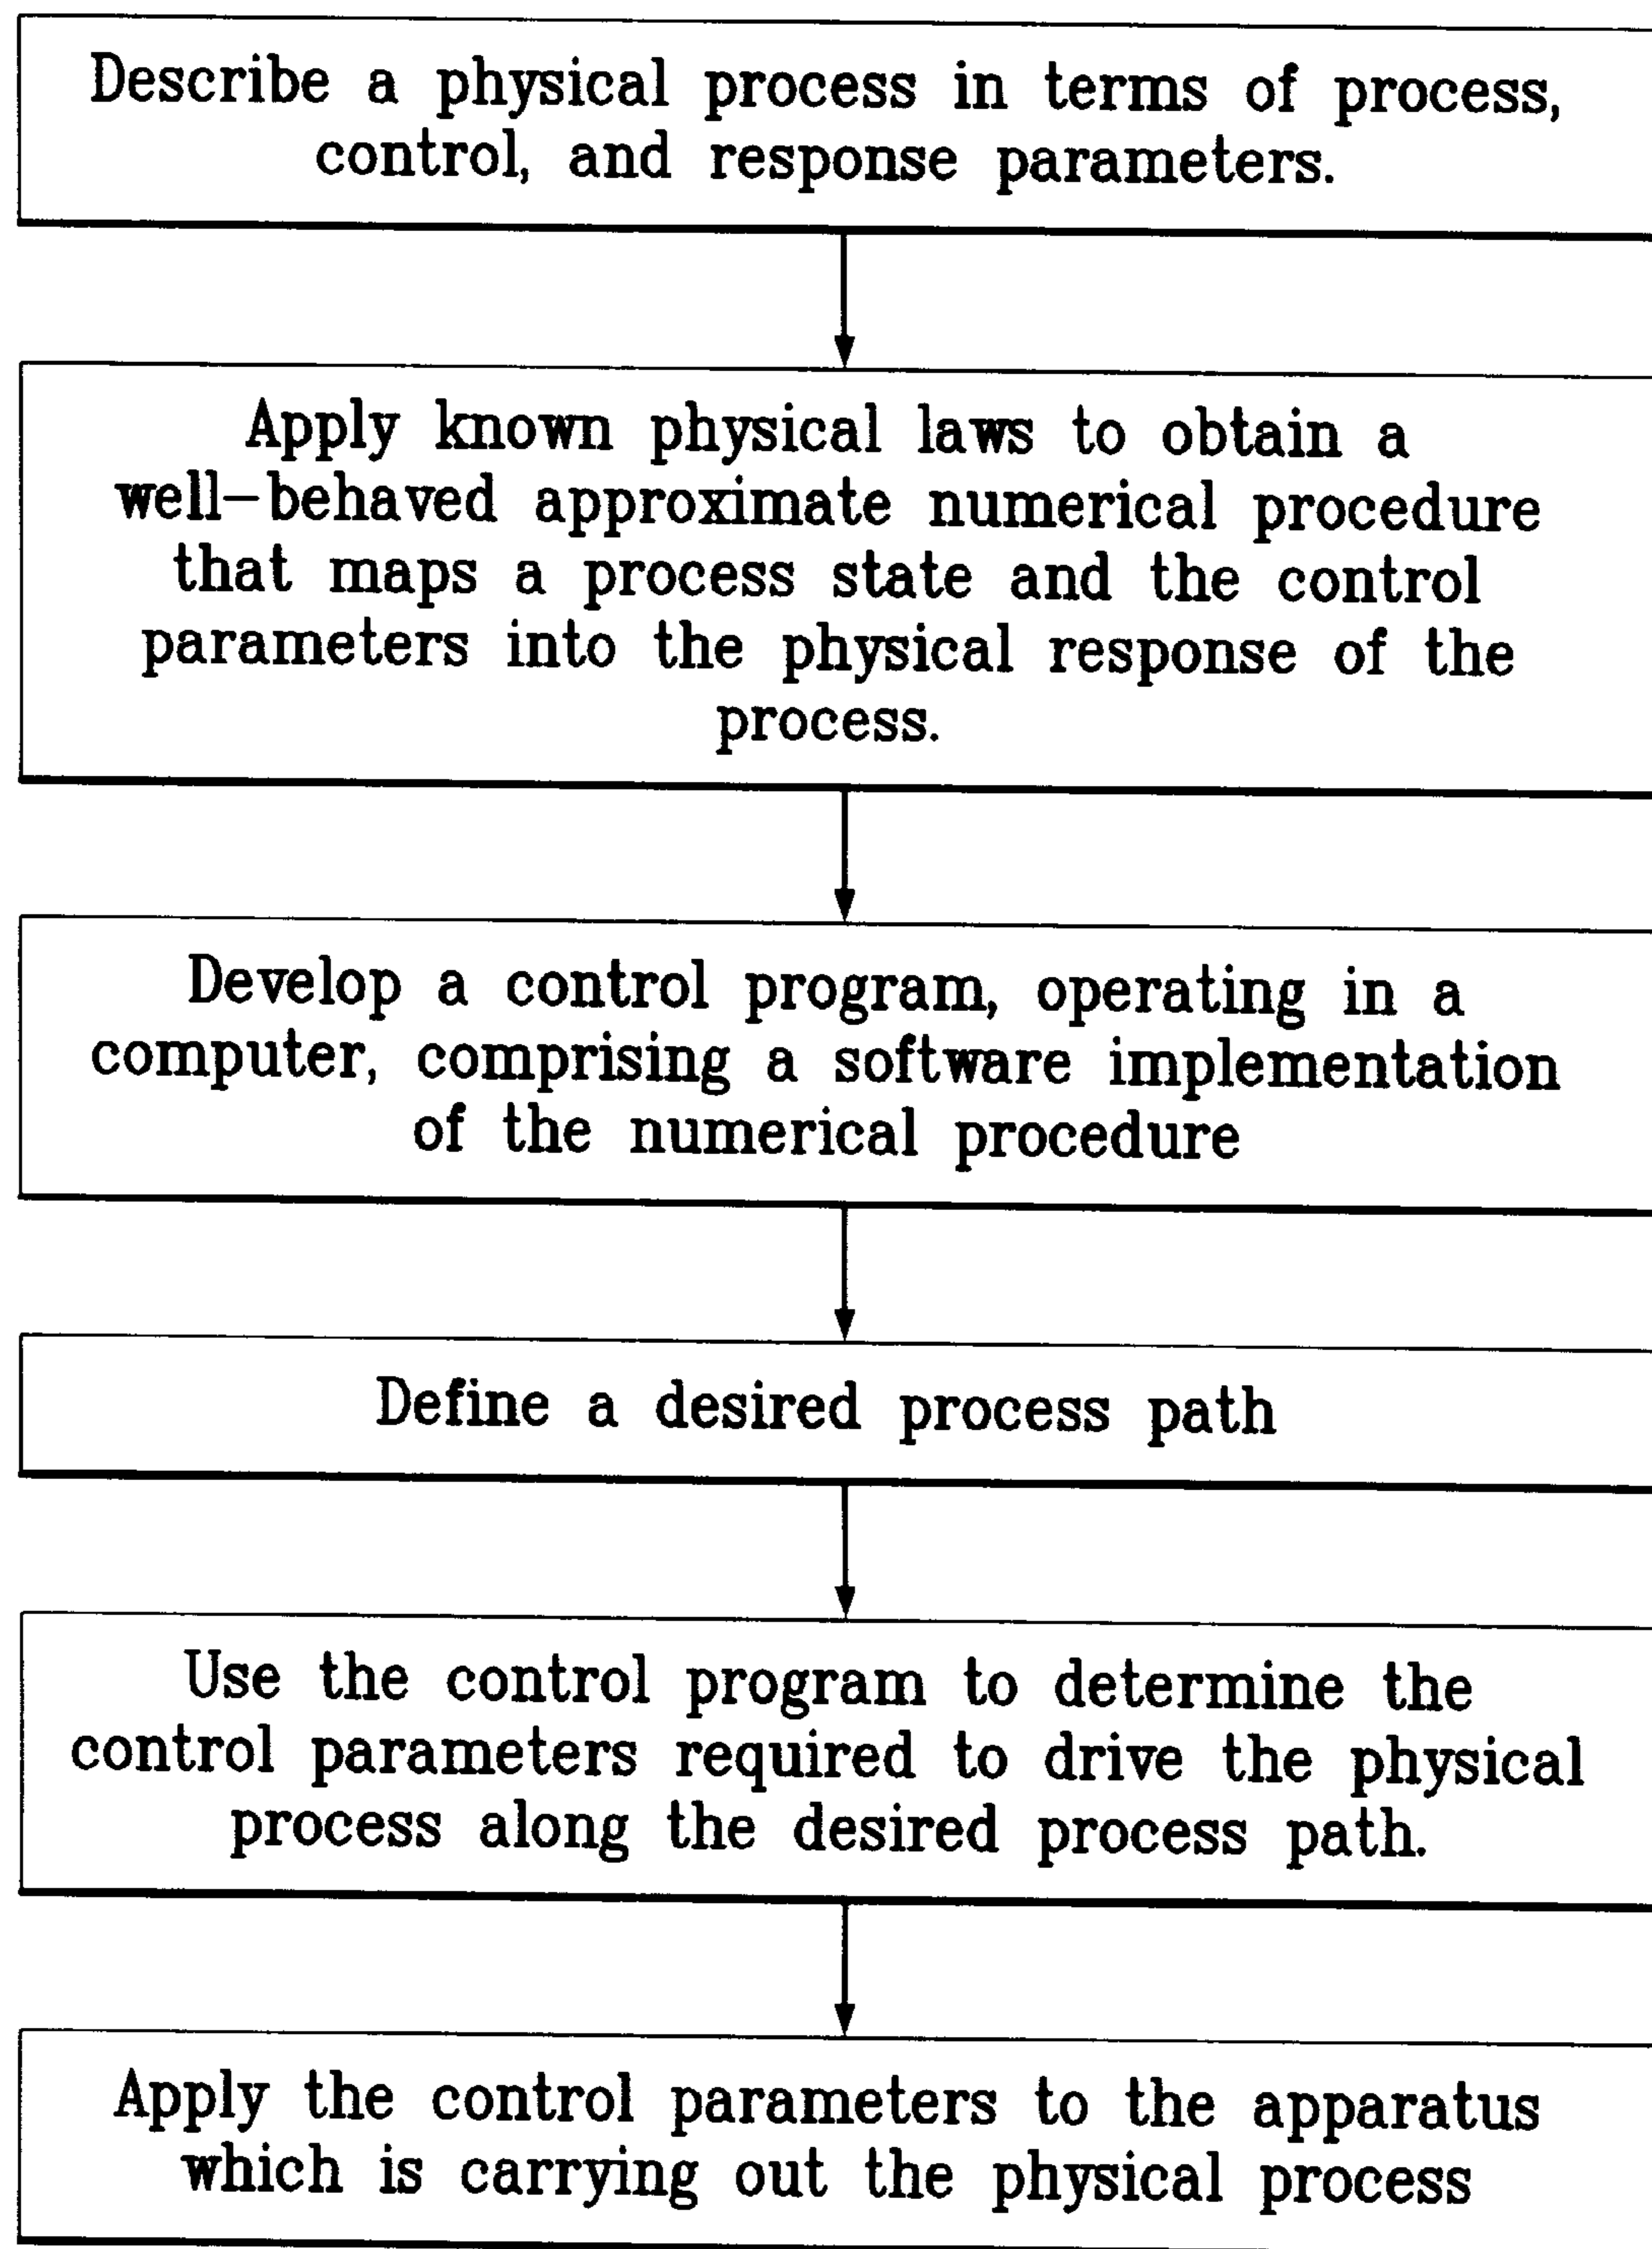 Describe a physical process in terms of process,
control, and response parameters.
Apply known physical laws to obtain a
well-behaved approximate numerical procedure
that maps a process state and the control
parameters into the physical response of the
process.
Develop a control program, operating in a
computer, comprising a software implementation
of the numerical procedure
Define a desired process path
Use the control program to determine the
control parameters required to drive the physical
process along the desired process path.
Apply the control parameters to the apparatus
which is carrying out the physical process